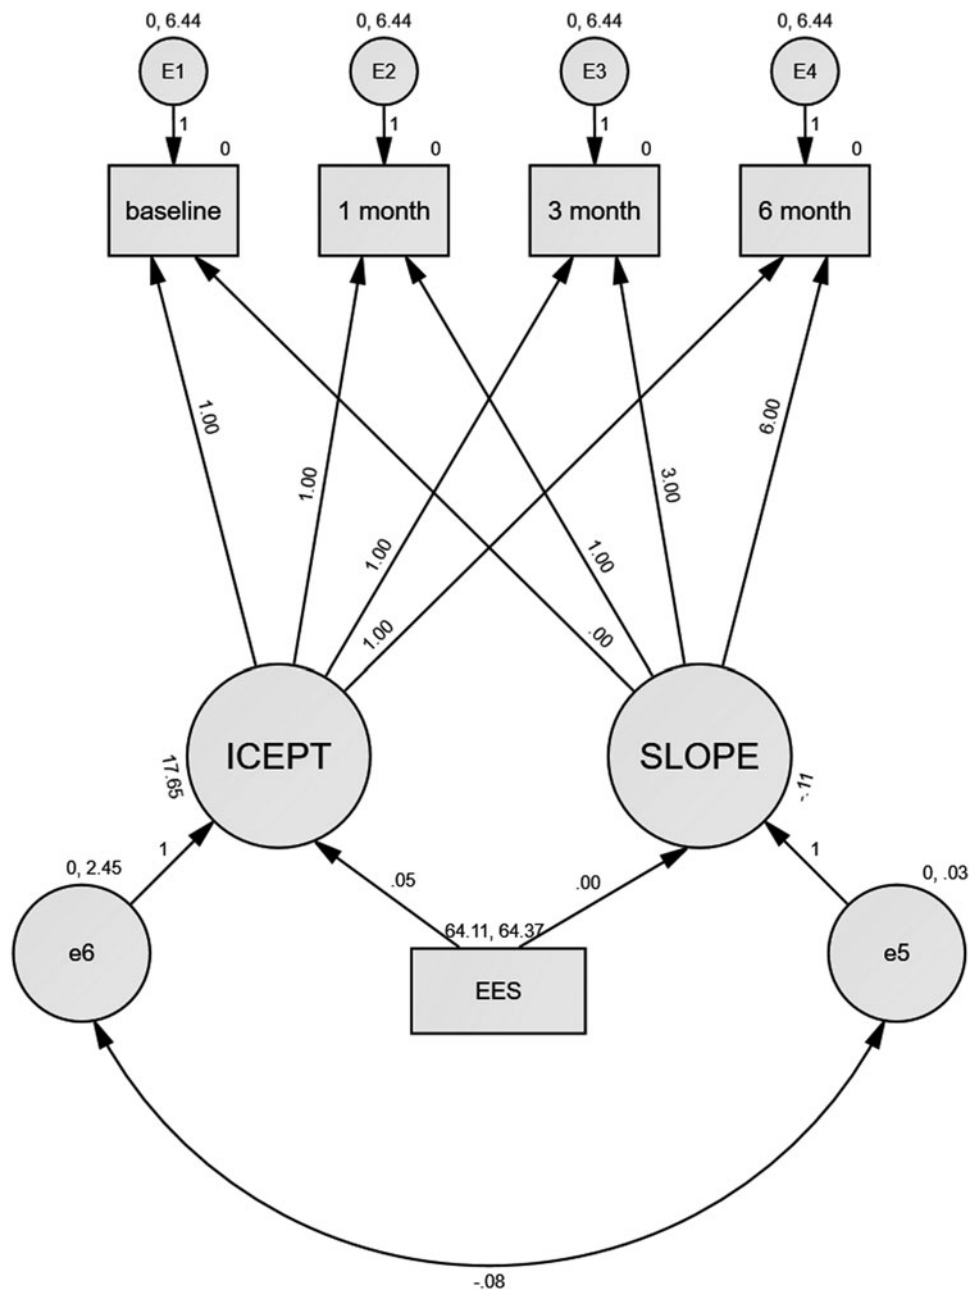 0, 6.44
0, 6.44
0, 6.44
0, 6.44
E1
E2
E3
E4
1
1
1
1
0
0
0
0
baseline
1 month
3 month
6 month
1.00
1.00
1.00
1.00
.00
1.00
3.00
6.00
ICEPT
SLOPE
17.65
-.11
1
1
0, 2.45
0, .03
.05
.00
64.11, 64.37
e6
EES
e5
-.08